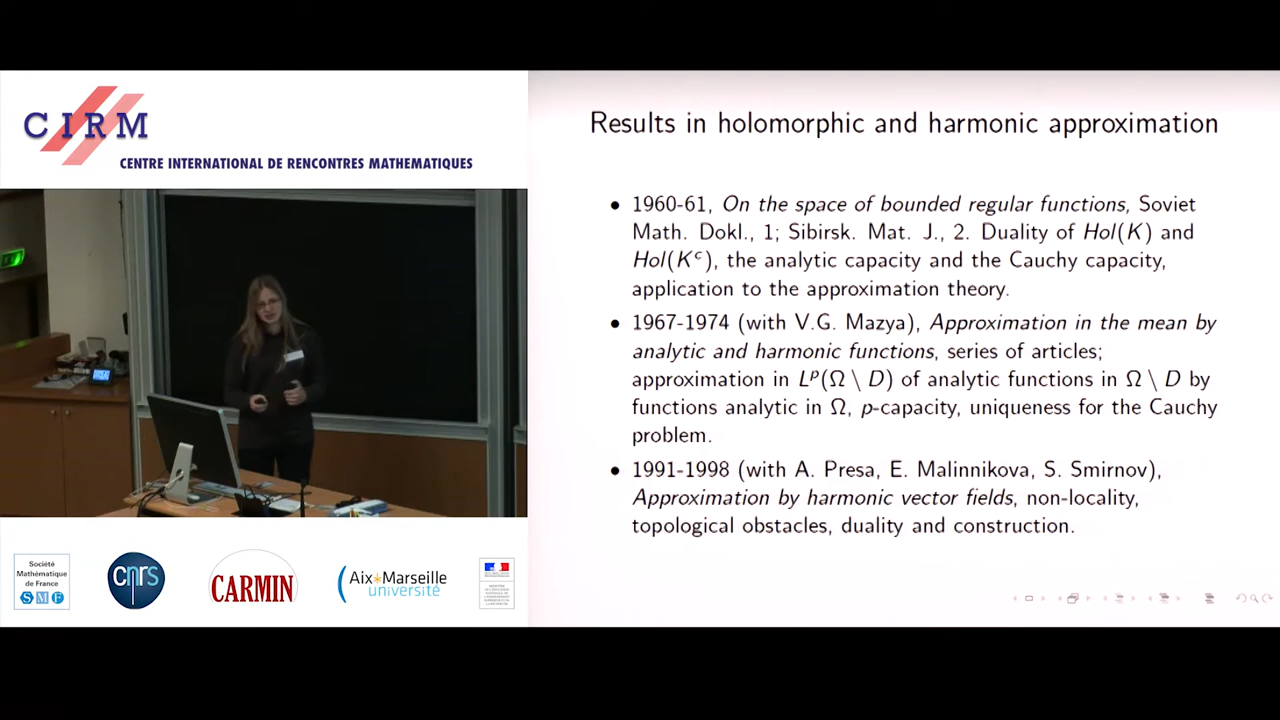 CIRM
CENTRE INTERNATIONAL DE RENCONTRES MATHEMATIQUES
Results in holomorphic and harmonic approximation
• 1960-61, On the space of bounded regular functions, Soviet
Math. Dokl., 1; Sibirsk. Mat. J., 2. Duality of Hol(K) and
Hol(Kᶜ), the analytic capacity and the Cauchy capacity,
application to the approximation theory.
• 1967-1974 (with V.G. Mazya), Approximation in the mean by
analytic and harmonic functions, series of articles;
approximation in Lᵖ(Ω \ D) of analytic functions in Ω \ D by
functions analytic in Ω, p-capacity, uniqueness for the Cauchy
problem.
• 1991-1998 (with A. Presa, E. Malinnikova, S. Smirnov),
Approximation by harmonic vector fields, non-locality,
topological obstacles, duality and construction.
Société
Mathématique
de France
S M F
cnrs
CARMIN
Aix*Marseille
université